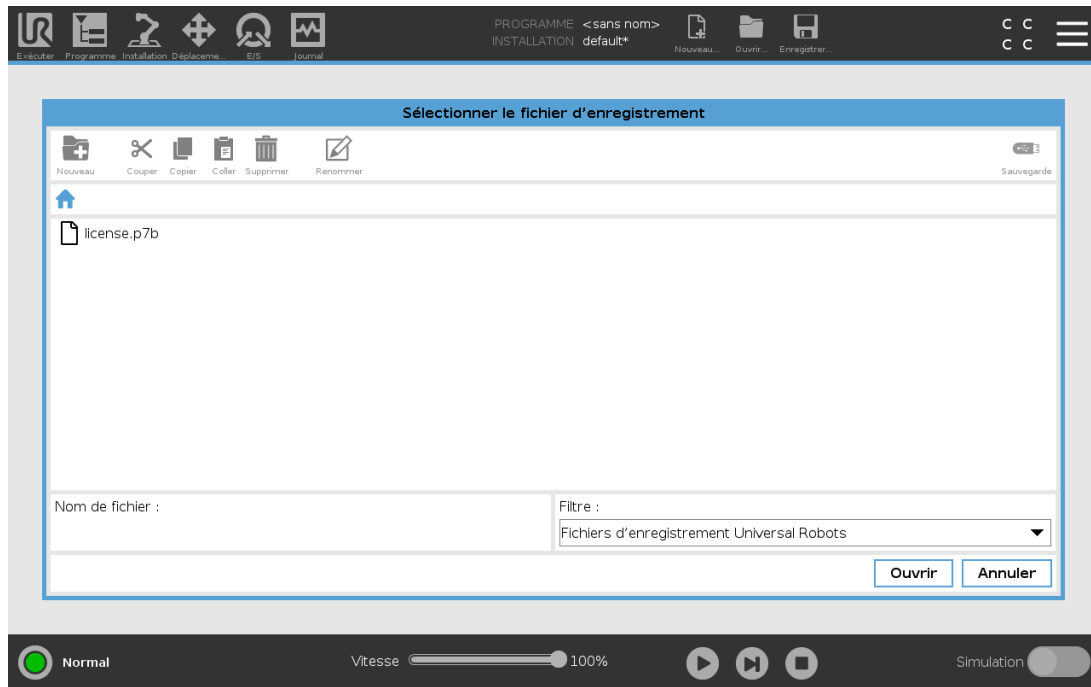 PROGRAMME <sans nom>
INSTALLATION default*
Exécuter Programme Installation Déplaceme... E/S Journal Nouveau... Ouvrir... Enregistrer...
C C
C C
Sélectionner le fichier d'enregistrement
Nouveau Couper Copier Coller Supprimer Renommer Sauvegarde
license.p7b
Nom de fichier : Filtre :
Fichiers d'enregistrement Universal Robots
Ouvrir Annuler
Normal Vitesse 100% Simulation